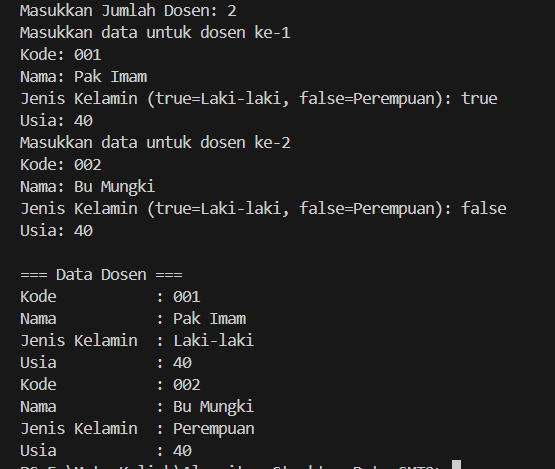 Masukkan Jumlah Dosen: 2
Masukkan data untuk dosen ke-1
Kode: 001
Nama: Pak Imam
Jenis Kelamin (true=Laki-laki, false=Perempuan): true
Usia: 40
Masukkan data untuk dosen ke-2
Kode: 002
Nama: Bu Mungki
Jenis Kelamin (true=Laki-laki, false=Perempuan): false
Usia: 40

=== Data Dosen ===
Kode           : 001
Nama           : Pak Imam
Jenis Kelamin  : Laki-laki
Usia           : 40
Kode           : 002
Nama           : Bu Mungki
Jenis Kelamin  : Perempuan
Usia           : 40